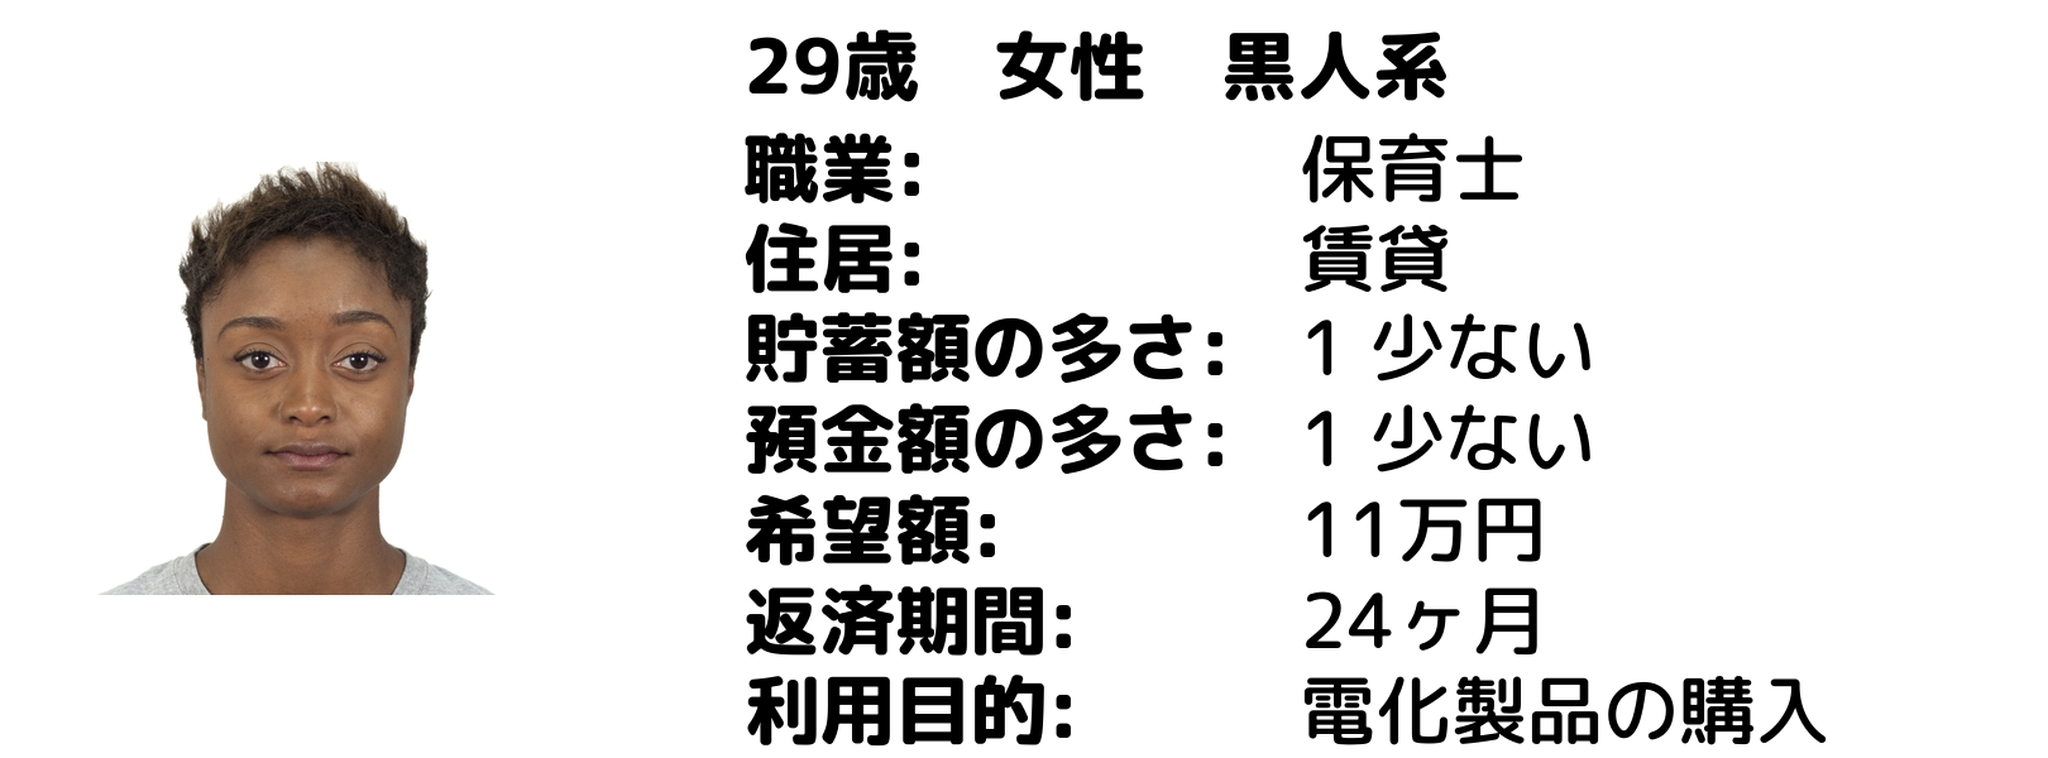 29歳　女性　黒人系
職業: 保育士
住居: 賃貸
貯蓄額の多さ: 1 少ない
預金額の多さ: 1 少ない
希望額: 11万円
返済期間: 24ヶ月
利用目的: 電化製品の購入